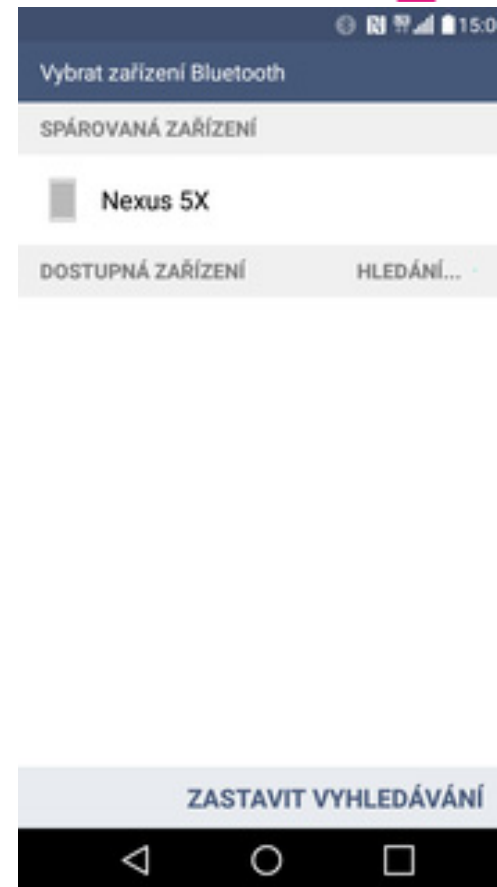 15:0
Vybrat zařízení Bluetooth
SPÁROVANÁ ZAŘÍZENÍ
Nexus 5X
DOSTUPNÁ ZAŘÍZENÍ HLEDÁNÍ...
ZASTAVIT VYHLEDÁVÁNÍ